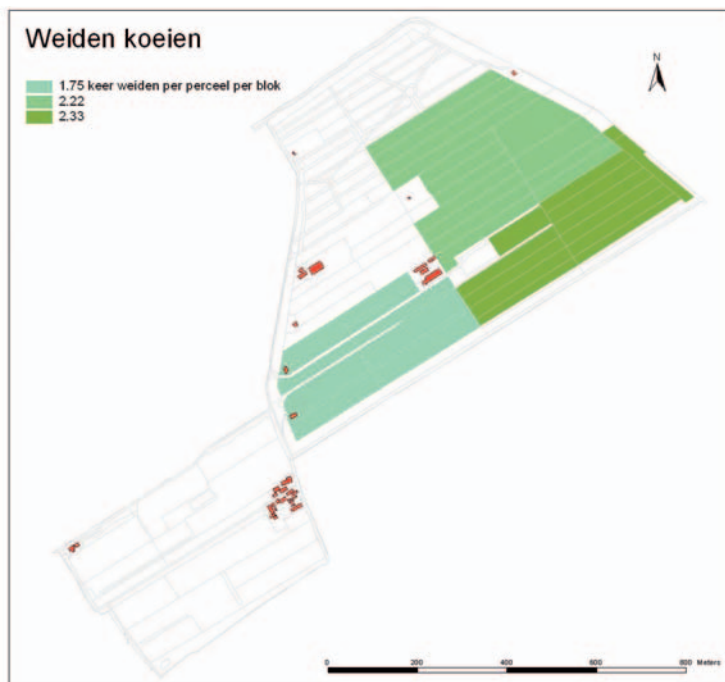 Weiden koeien
N
1.75 keer weiden per perceel per blok
2.22
2.33
0 200 400 600 800 Meters